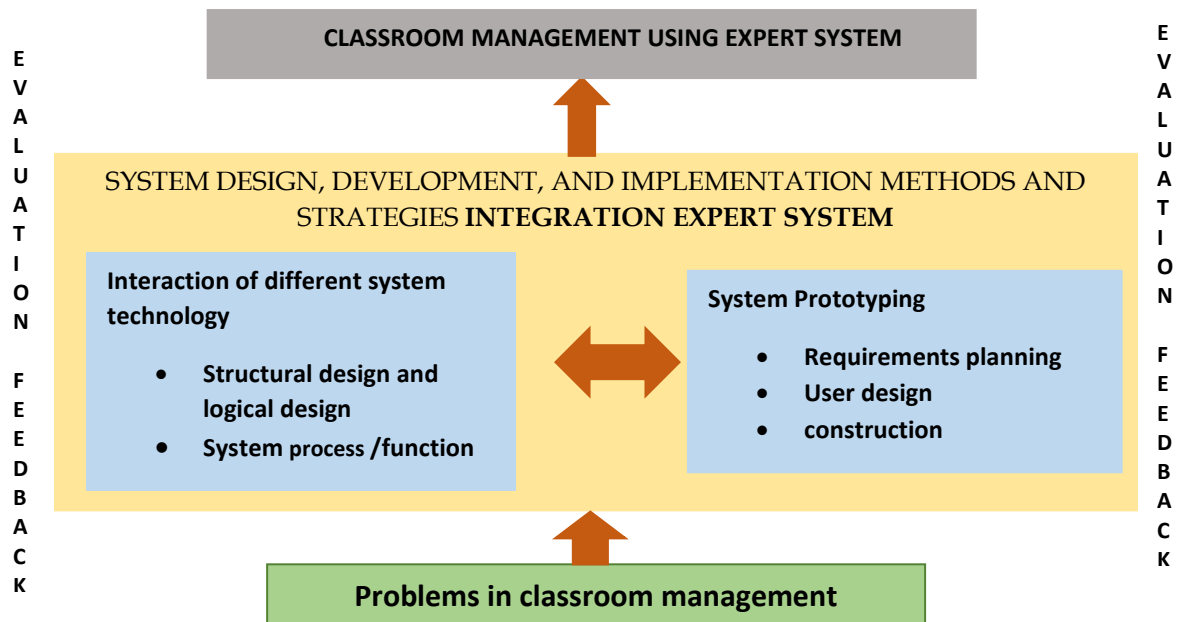 CLASSROOM MANAGEMENT USING EXPERT SYSTEM
E
V
A
L
U
A
T
I
O
N
F
E
E
D
B
A
C
K
SYSTEM DESIGN, DEVELOPMENT, AND IMPLEMENTATION METHODS AND
STRATEGIES INTEGRATION EXPERT SYSTEM
Interaction of different system
technology
• Structural design and
logical design
• System process /function
System Prototyping
• Requirements planning
• User design
• construction
E
V
A
L
U
A
T
I
O
N
F
E
E
D
B
A
C
K
Problems in classroom management